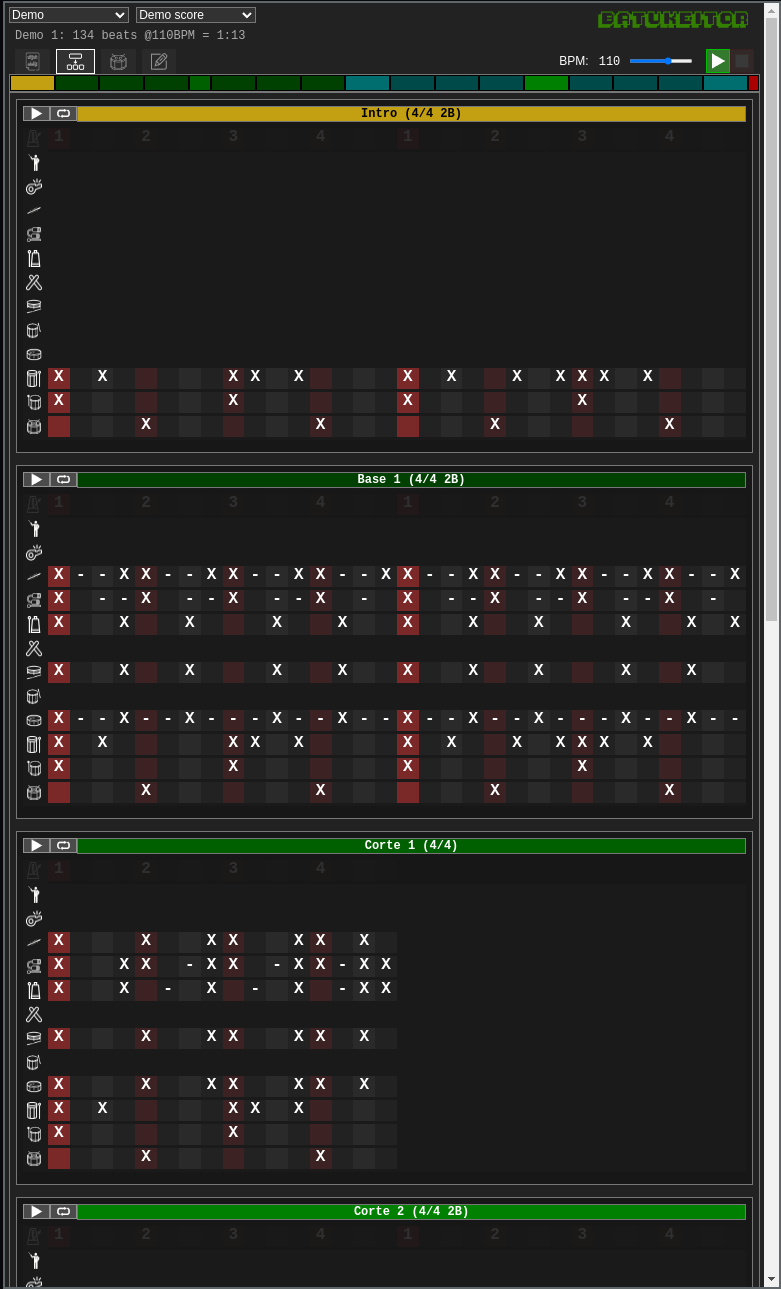 Demo Demo score BATUKEITOR
Demo 1: 134 beats @110BPM = 1:13
BPM: 110
Intro (4/4 2B)
1 2 3 4 1 2 3 4
X X X X X X X X X X X X
X X X X
X X X X
Base 1 (4/4 2B)
1 2 3 4 1 2 3 4
X - - X X - - X X - - X X - - X X - - X X - - X X - - X X - - X
X - - X - - X - - X - X - - X - - X - - X -
X X X X X X X X X X X
X X X X X X X X X X
X - - X - - X - - - X - - X - - X - - X - - X - - - X - - X - -
X X X X X X X X X X X X
X X X X
X X X X
Corte 1 (4/4)
1 2 3 4
X X X X X X X
X X X - X X - X X - X X
X X - X - X - X X
X X X X X X X
X X X X X X X
X X X X X
X X
X X
Corte 2 (4/4 2B)
1 2 3 4 1 2 3 4